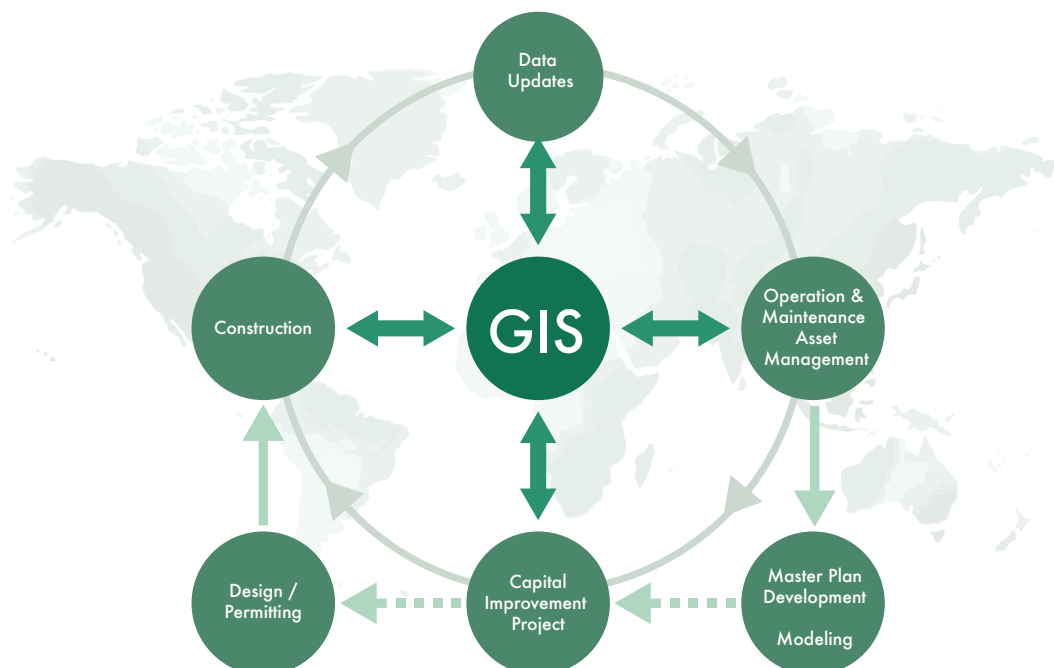 Data
Updates
Construction
GIS
Operation &
Maintenance
Asset
Management
Design /
Permitting
Capital
Improvement
Project
Master Plan
Development
Modeling